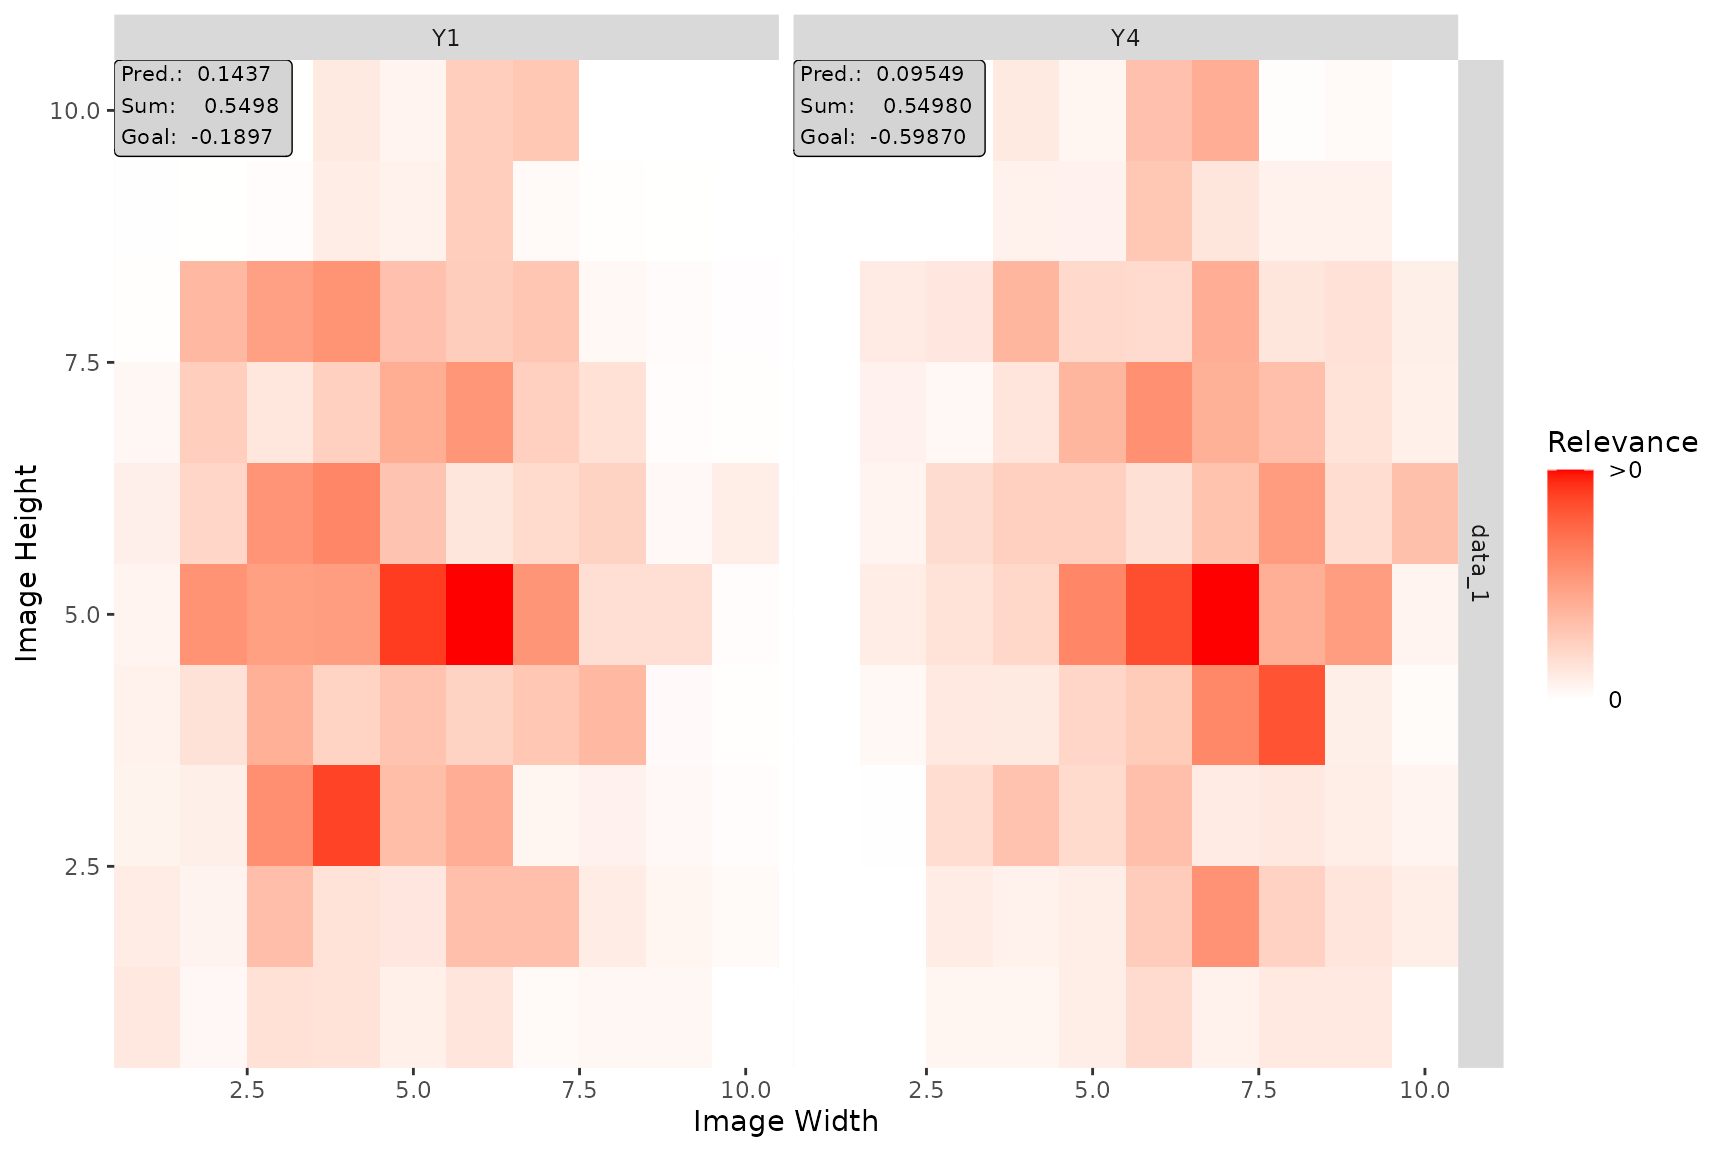 Y1
Y4
Pred.: 0.1437
Sum: 0.5498
Goal: -0.1897
Pred.: 0.09549
Sum: 0.54980
Goal: -0.59870
10.0
7.5
5.0
2.5
Image Height
data_1
Relevance
>0
0
2.5
5.0
7.5
10.0
2.5
5.0
7.5
10.0
Image Width